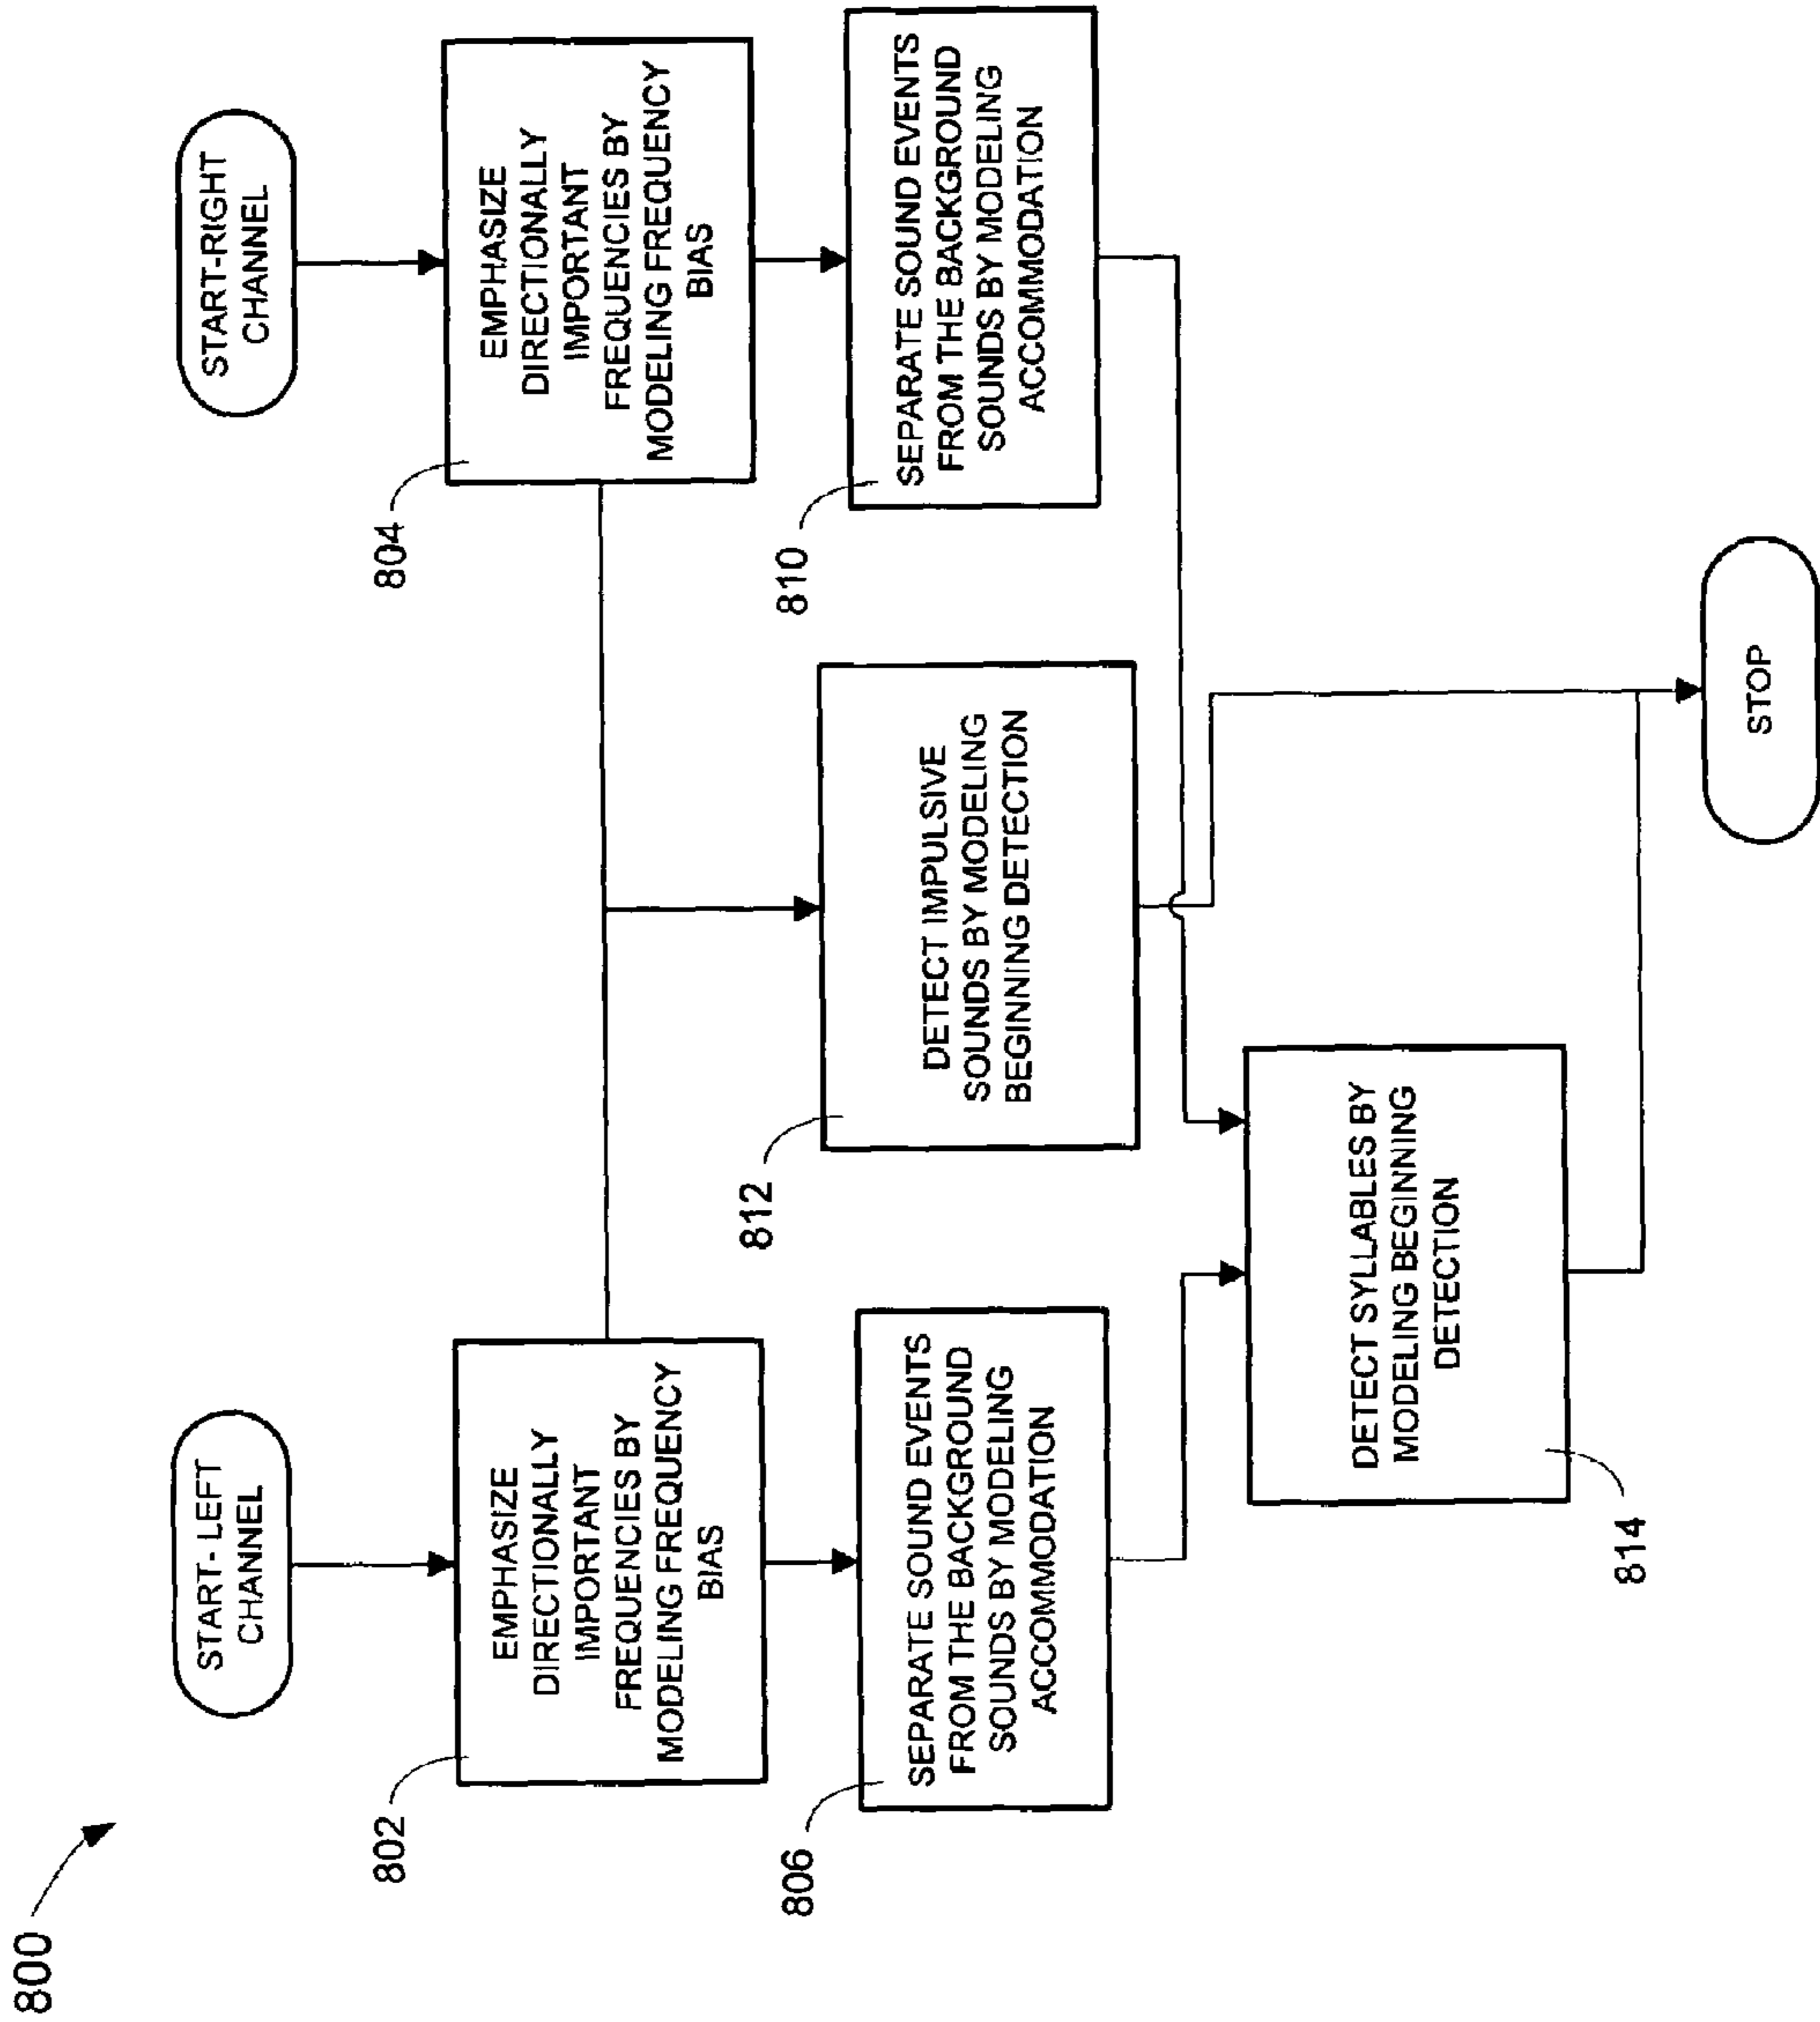 800
START-LEFT
CHANNEL
START-RIGHT
CHANNEL
802
EMPHASIZE
DIRECTIONALLY
IMPORTANT
FREQUENCIES BY
MODELING FREQUENCY
BIAS
804
EMPHASIZE
DIRECTIONALLY
IMPORTANT
FREQUENCIES BY
MODELING FREQUENCY
BIAS
806
SEPARATE SOUND EVENTS
FROM THE BACKGROUND
SOUNDS BY MODELING
ACCOMMODATION
812
DETECT IMPULSIVE
SOUNDS BY MODELING
BEGINNING DETECTION
810
SEPARATE SOUND EVENTS
FROM THE BACKGROUND
SOUNDS BY MODELING
ACCOMMODATION
814
DETECT SYLLABLES BY
MODELING BEGINNING
DETECTION
STOP